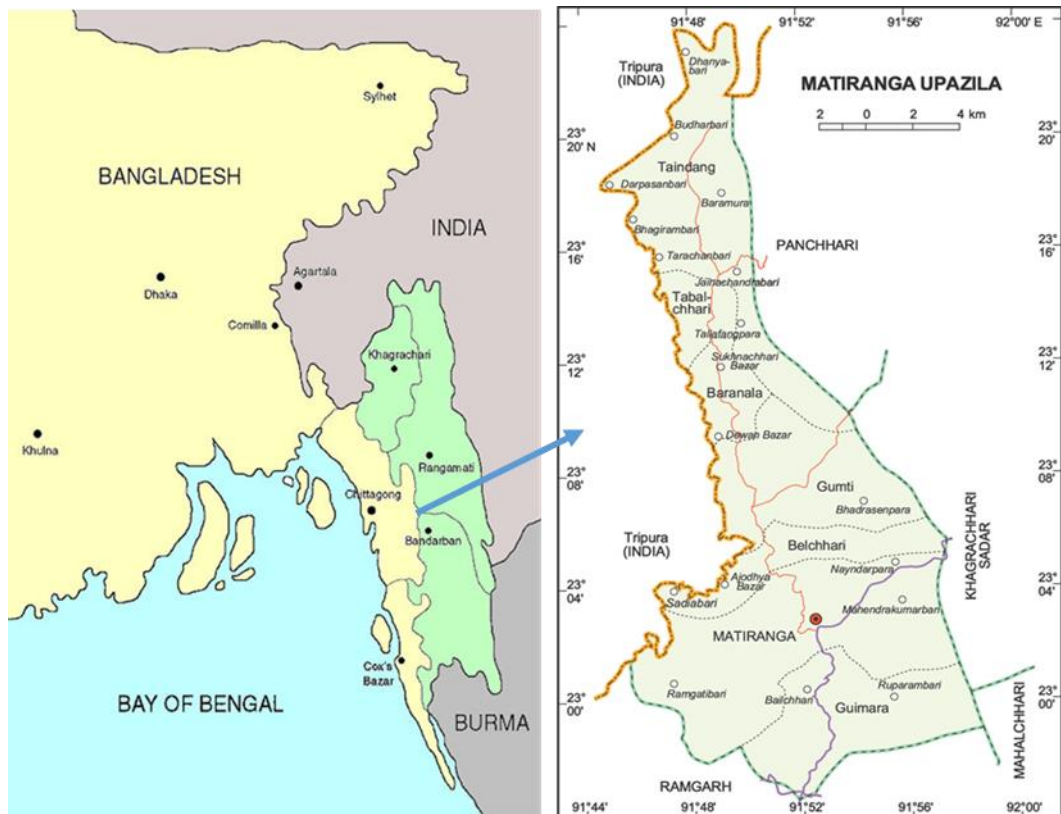 Sylhet
BANGLADESH
INDIA
Agartala
Dhaka
Comilla
Khagrachari
Khulna
Rangamati
Chittagong
Bandarban
Cox's
Bazar
BAY OF BENGAL
BURMA
91°48'
91°52'
91°56'
92°00' E
Tripura
(INDIA)
Dhanya-
bari
MATIRANGA UPAZILA
2 0 2 4 km
23°
20' N
23°
20'
Budharbari
Taindang
Darpasanbari
Baramura
Bhagirambari
23°
16'
23°
16'
PANCHHARI
Tarachanbari
Jainachandrabari
Tabal-
chhari
Tallafangpara
Sukhnachhari
Bazar
23°
12'
23°
12'
Baranala
Dewan Bazar
23°
08'
23°
08'
Gumti
Bhadrasenpara
KHAGRACHHARI
SADAR
Tripura
(INDIA)
Belchhari
Nayndarpara
23°
04'
23°
04'
Ajodhya
Bazar
Sadiabari
Mahendrakumarbari
MATIRANGA
Ramgatibari
Bailchhari
Ruparambari
Guimara
23°
00'
23°
00'
MAHALCHHARI
RAMGARH
91°44'
91°48'
91°52'
91°56'
92°00'